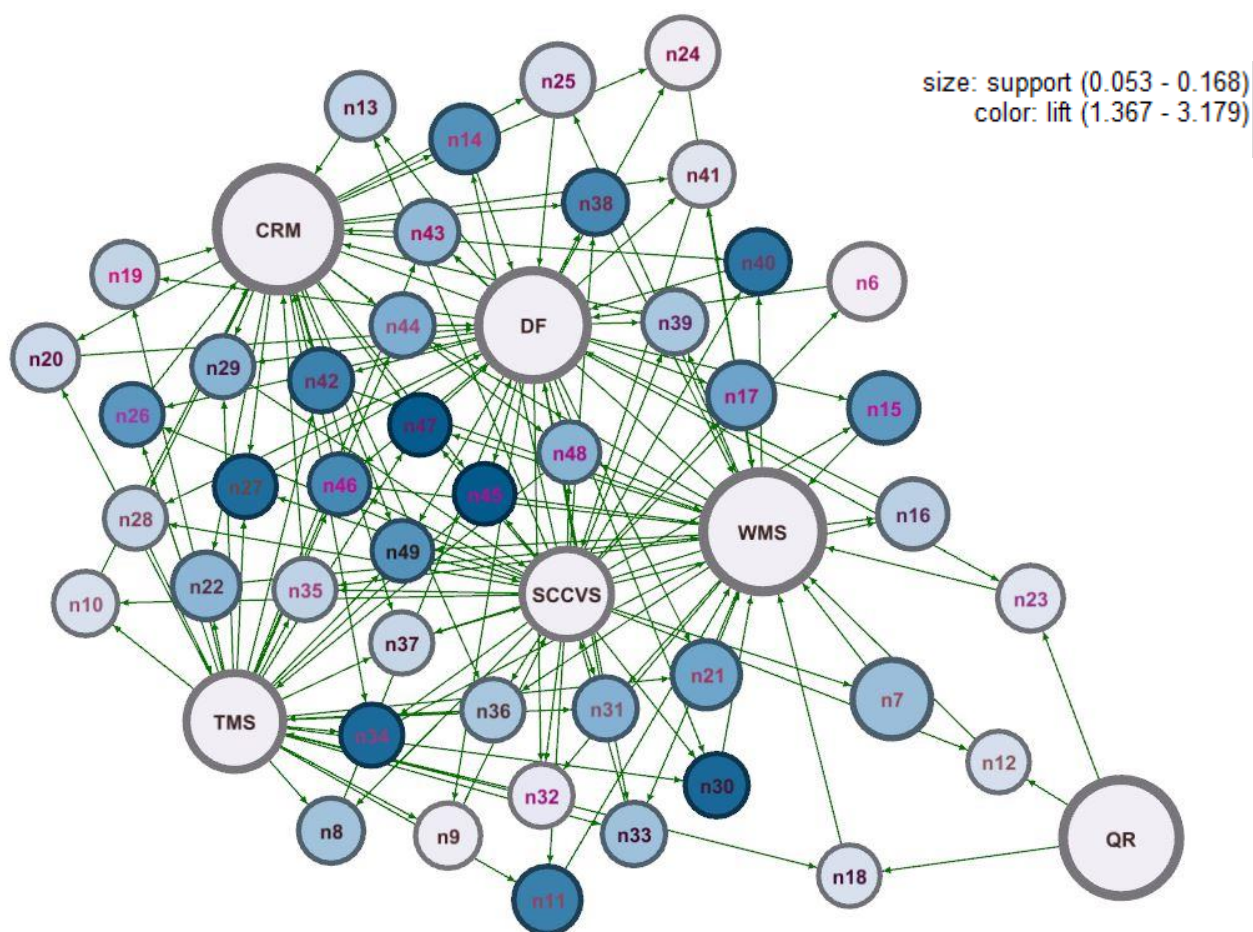 n24
n25
size: support (0.053 - 0.168)
color: lift (1.367 - 3.179)
n13
n14
n41
n38
CRM
n43
n40
n19
n6
n44
DF
n39
n20
n29
n42
n17
n26
n47
n15
n48
n27
n46
n45
n28
n16
WMS
n49
n22
n35
SCCVS
n10
n23
n37
n21
n7
TMS
n34
n36
n31
n12
n30
n32
n8
n9
n33
QR
n18
n11